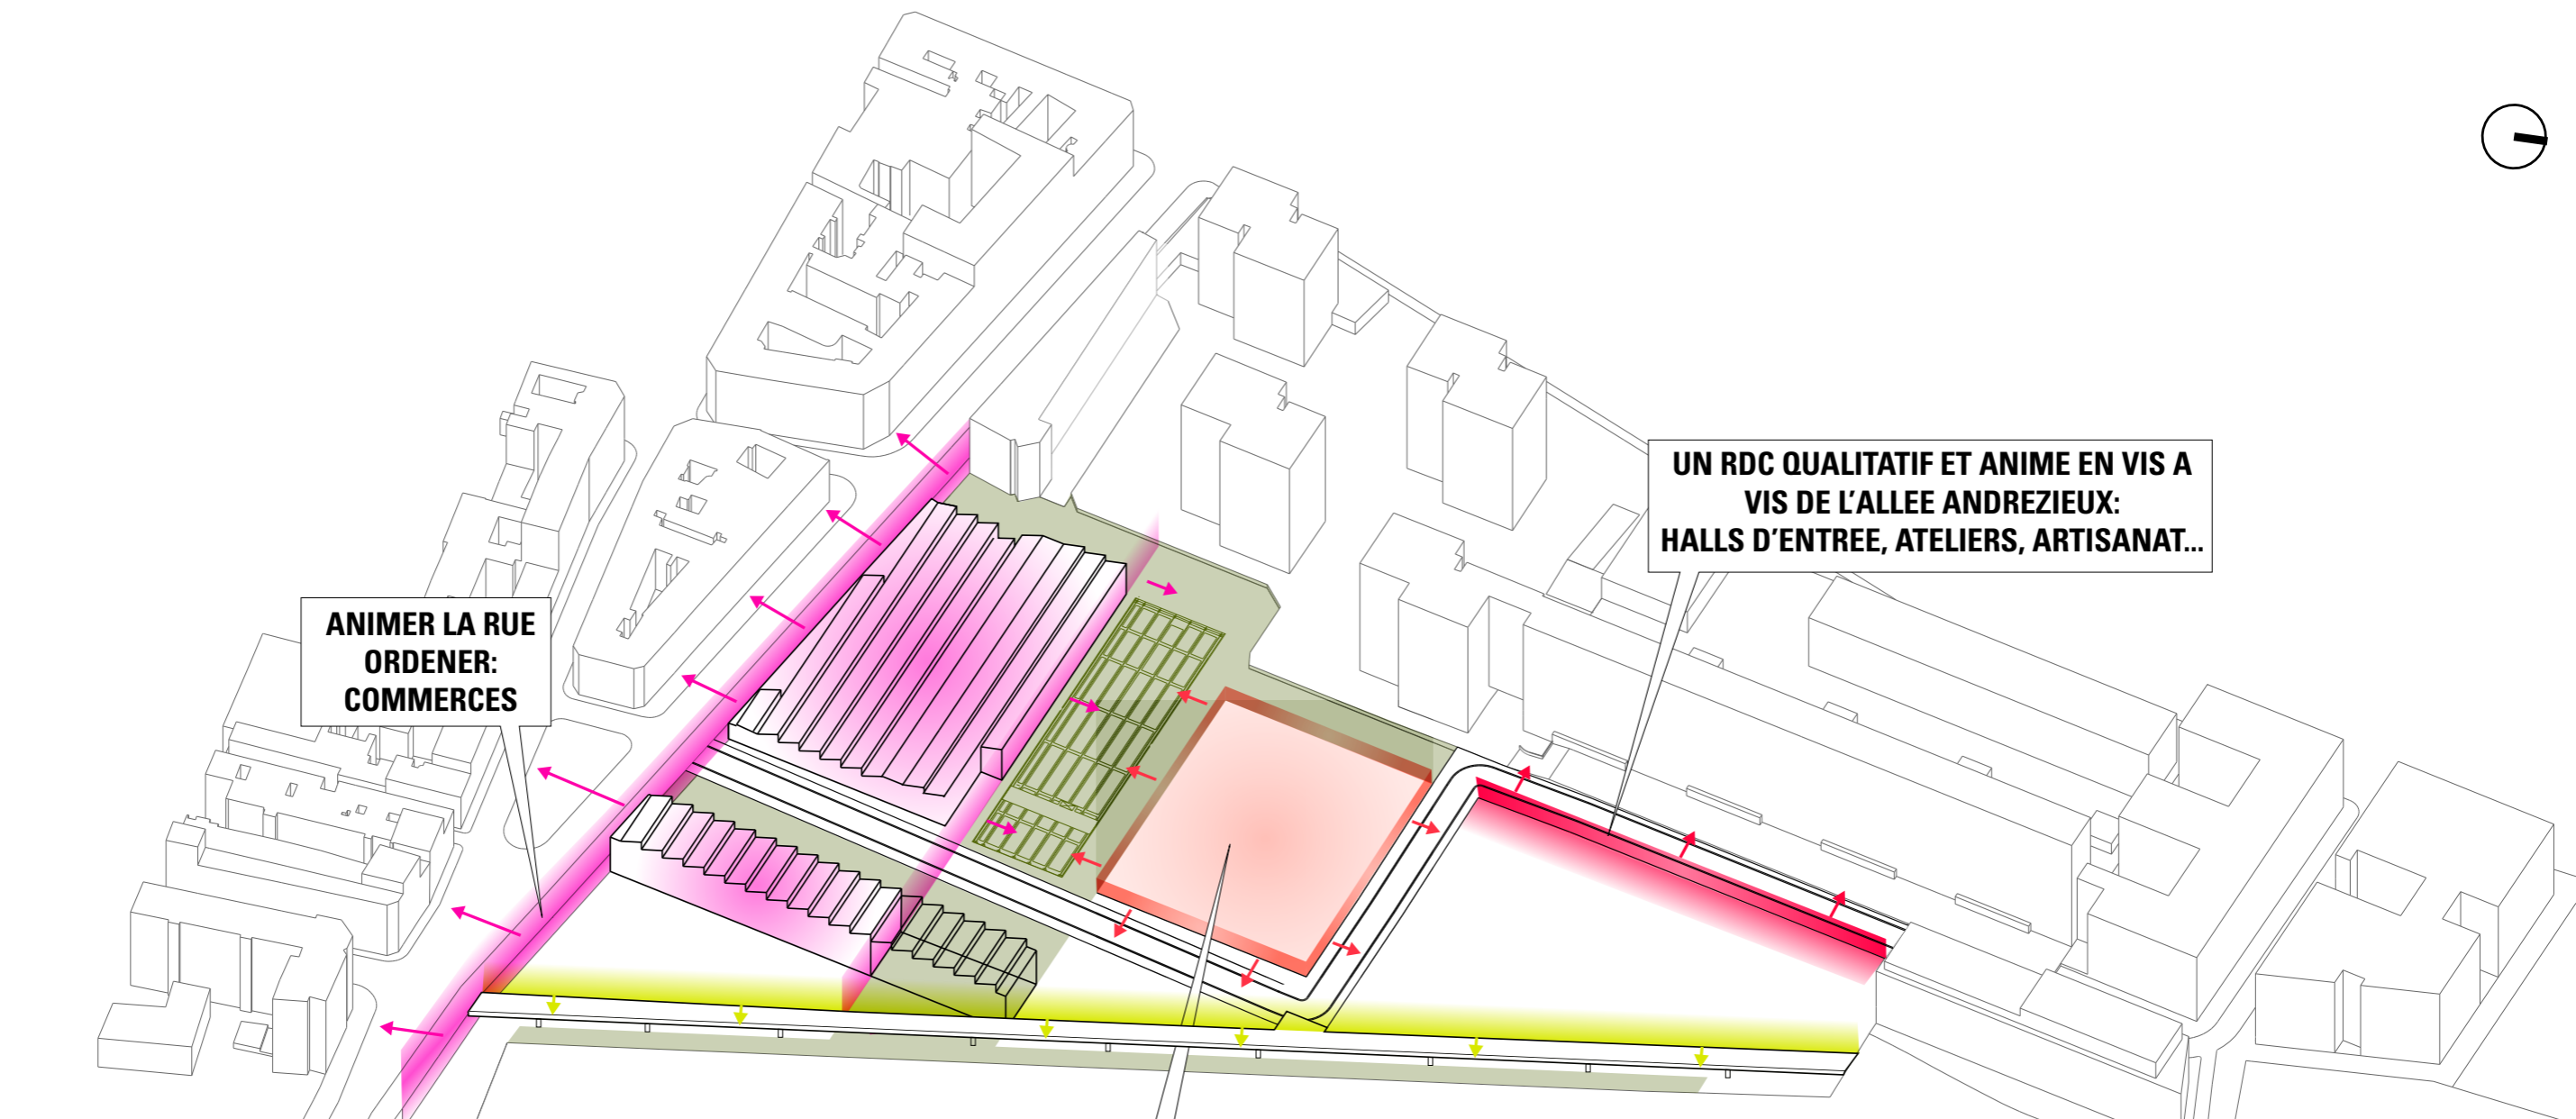 ANIMER LA RUE
ORDENER:
COMMERCES
UN RDC QUALITATIF ET ANIME EN VIS A
VIS DE L'ALLEE ANDREZIEUX:
HALLS D'ENTREE, ATELIERS, ARTISANAT...